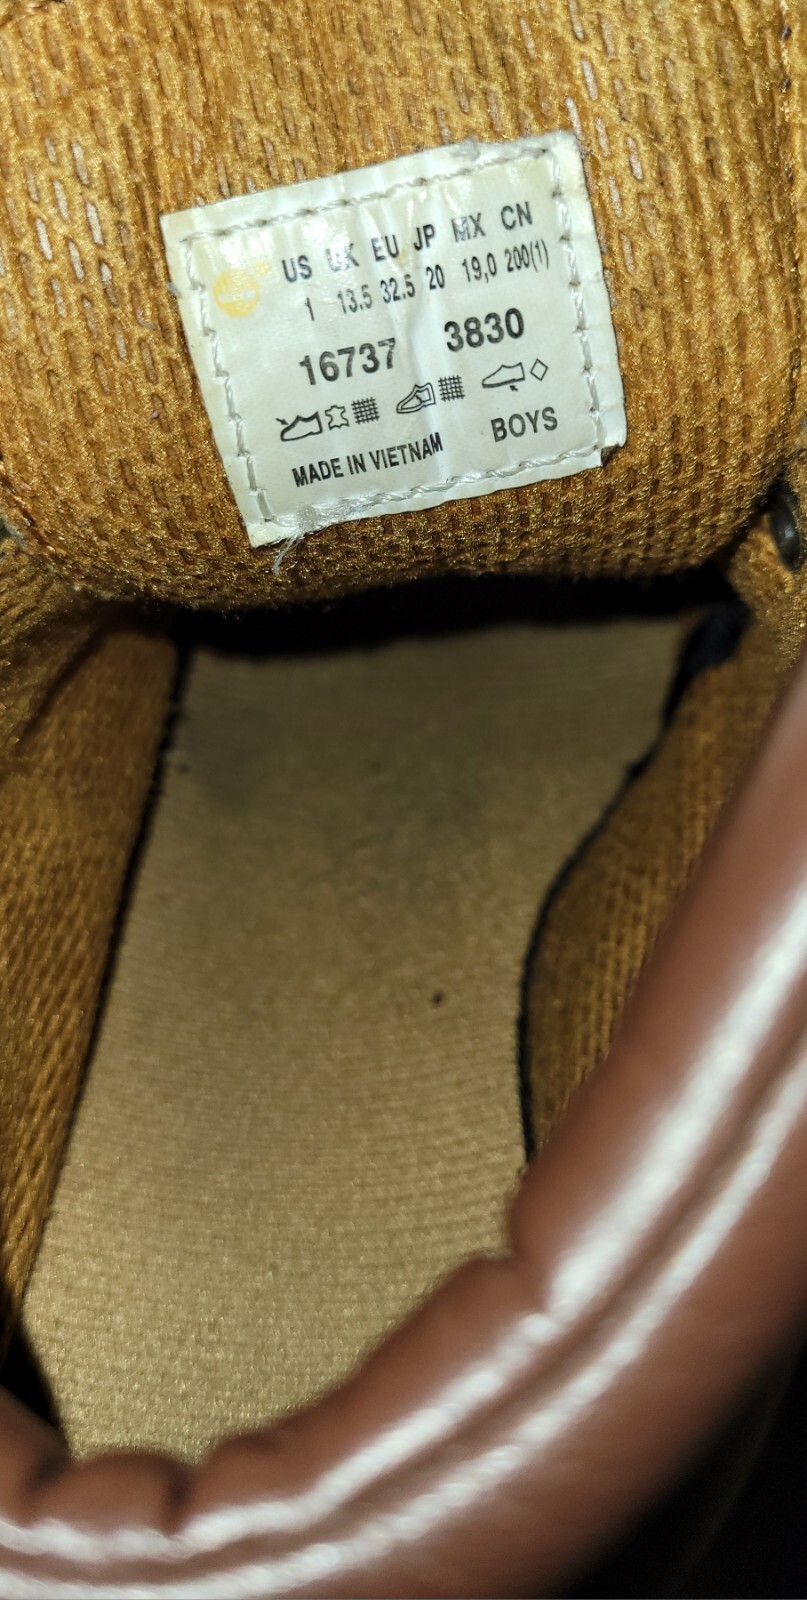 US UK EU JP MX CN
1 13.5 32.5 20 19,0 200(1)
16737 3830
MADE IN VIETNAM BOYS